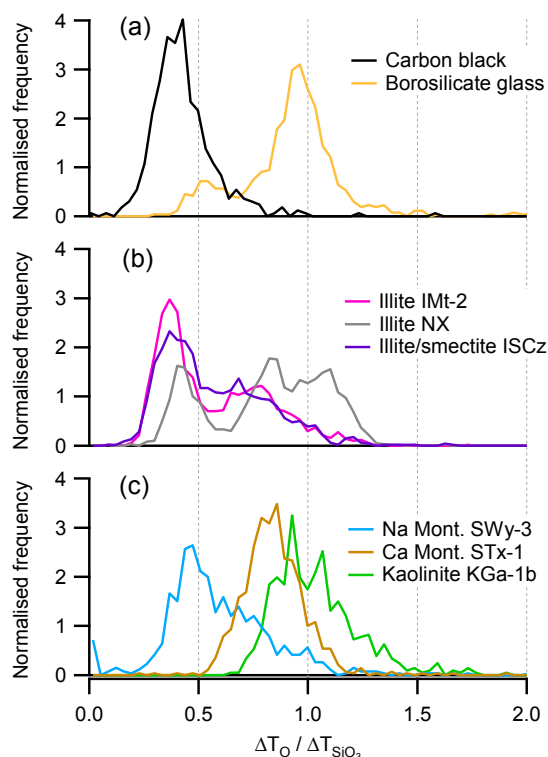 (a)
Normalised frequency
4
3
2
1
0
Carbon black
Borosilicate glass
(b)
Normalised frequency
4
3
2
1
0
Illite IMt-2
Illite NX
Illite/smectite ISCz
(c)
Normalised frequency
4
3
2
1
0
Na Mont. SWy-3
Ca Mont. STx-1
Kaolinite KGa-1b
0.0 0.5 1.0 1.5 2.0
ΔT_O / ΔT_SiO₃